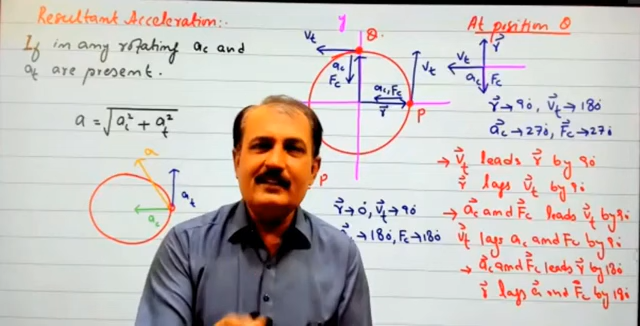 Resultant Acceleration:-
If in any rotating ac and
at are present.
a = √ac² + at²
a
at
ac
y
Q
Vt
ac
Fc
Vt
ac, Fc
r
P
P
r→0, Vt→90
→180, Fc→180
At position Q
Vt
r
ac
Fc
r→90, Vt→180
ac→270, Fc→270
→ Vt leads r by 90
r lags Vt by 90
→ ac and Fc leads Vt by 90
Vt lags ac and Fc by 90
→ ac and Fc leads r by 180
r lags and Fc by 180